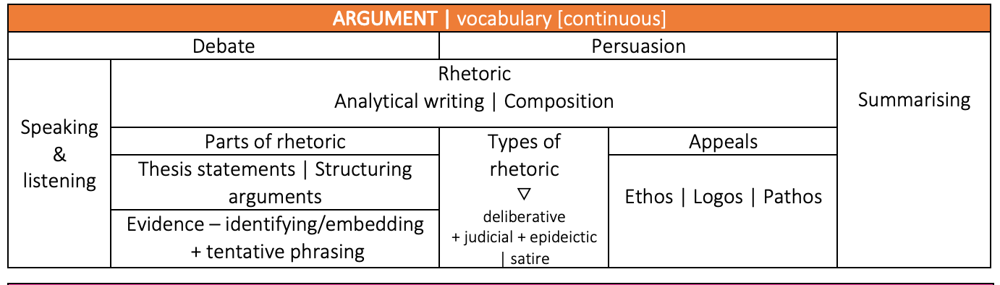 ARGUMENT | vocabulary [continuous]
Debate
Persuasion
Summarising
Speaking
&
listening
Rhetoric
Analytical writing | Composition
Parts of rhetoric
Thesis statements | Structuring
arguments
Evidence – identifying/embedding
+ tentative phrasing
Types of
rhetoric
▽
deliberative
+ judicial + epideictic
| satire
Appeals
Ethos | Logos | Pathos